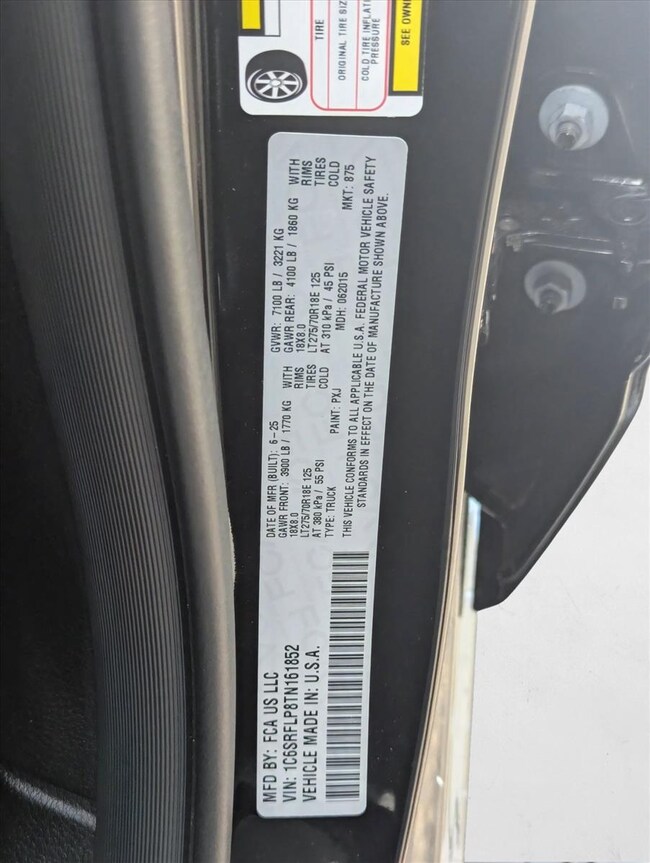 TIRE
ORIGINAL TIRE SIZ
COLD TIRE INFLATI
PRESSURE
SEE OWNE
MFD BY: FCA US LLC
VIN: 1C6SRFLP8TN161852
VEHICLE MADE IN: U.S.A.
DATE OF MFR (BUILT): 6-25 GVWR: 7100 LB / 3221 KG
GAWR FRONT: 3900 LB / 1770 KG WITH GAWR REAR: 4100 LB / 1860 KG WITH
18X8.0 RIMS 18X8.0 RIMS
LT275/70R18E 125 TIRES LT275/70R18E 125 TIRES
AT 380 kPa / 55 PSI COLD AT 310 kPa / 45 PSI COLD
TYPE: TRUCK PAINT: PXJ MDH: 062015 MKT: 875
THIS VEHICLE CONFORMS TO ALL APPLICABLE U.S.A. FEDERAL MOTOR VEHICLE SAFETY
STANDARDS IN EFFECT ON THE DATE OF MANUFACTURE SHOWN ABOVE.